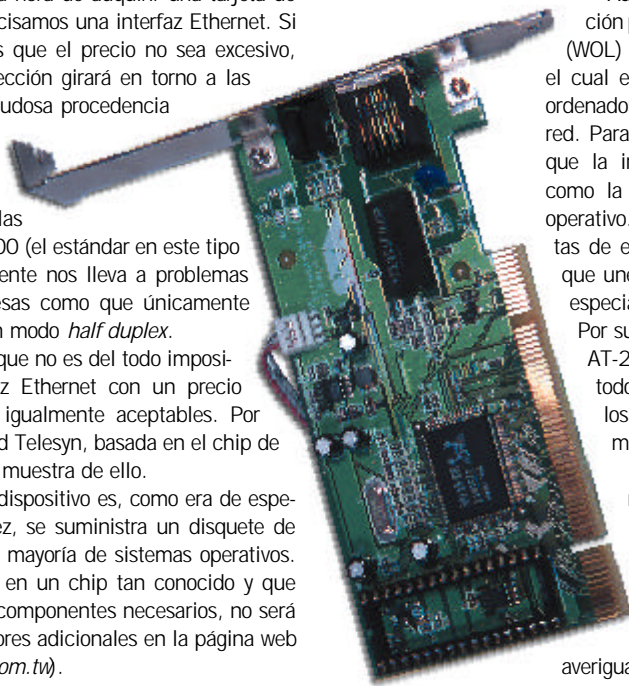 hora de adquirir una tarjeta de
cisamos una interfaz Ethernet. Si
s que el precio no sea excesivo,
ección girará en torno a las
udosa procedencia
las
00 (el estándar en este tipo
ente nos lleva a problemas
esas como que únicamente
n modo half duplex.
que no es del todo imposi-
z Ethernet con un precio
igualmente aceptables. Por
d Telesyn, basada en el chip de
muestra de ello.
dispositivo es, como era de espe-
ez, se suministra un disquete de
mayoría de sistemas operativos.
en un chip tan conocido y que
componentes necesarios, no será
ores adicionales en la página web
om.tw).
ción p
(WOL)
el cual e
ordenado
red. Para
que la in
como la
operativo.
tas de e
que une
especia
Por su
AT-2
todo
los
m
averigua